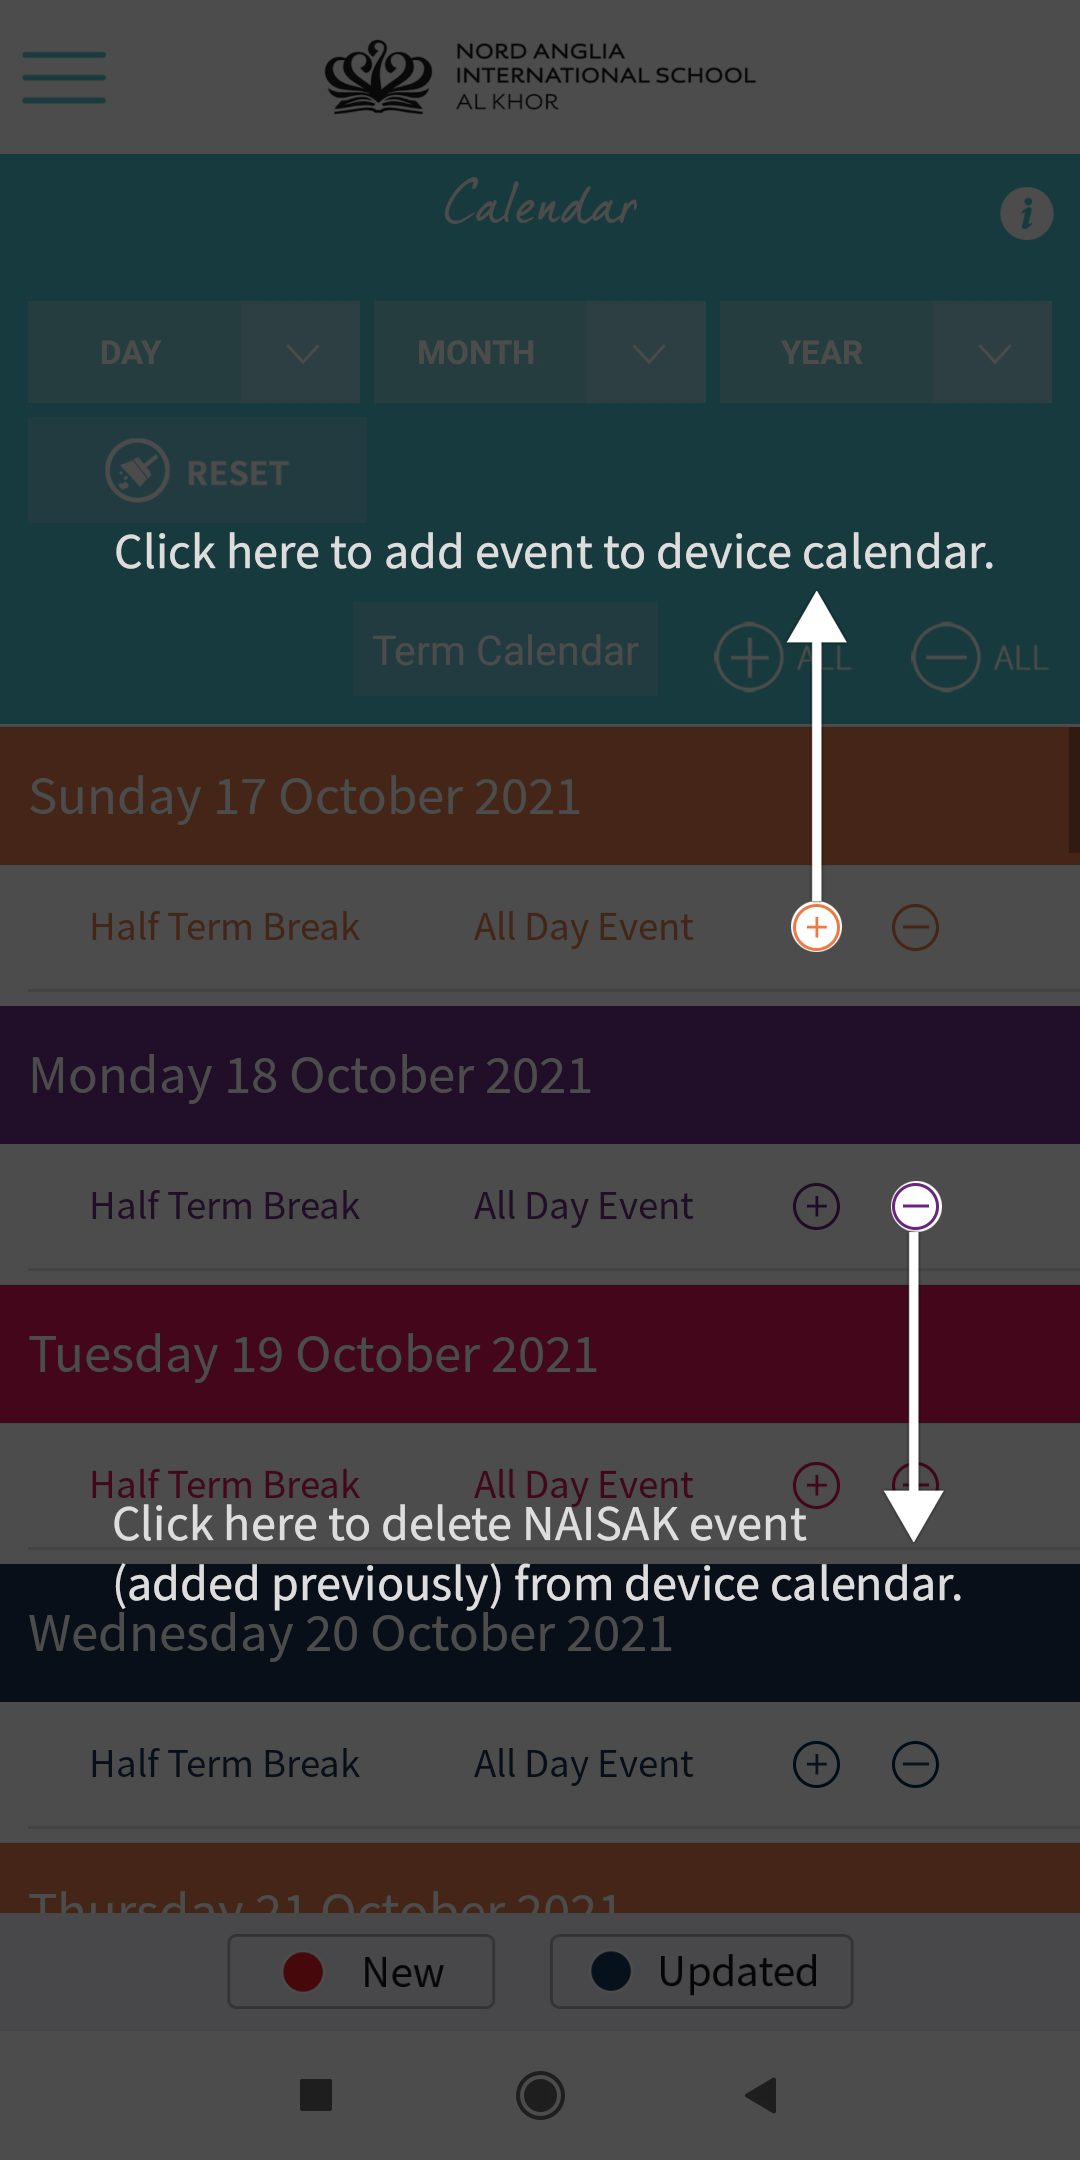 NORD ANGLIA
INTERNATIONAL SCHOOL
AL KHOR
Calendar
i
DAY
MONTH
YEAR
RESET
Click here to add event to device calendar.
Term Calendar
ALL
ALL
Sunday 17 October 2021
Half Term Break
All Day Event
Monday 18 October 2021
Half Term Break
All Day Event
Tuesday 19 October 2021
Half Term Break
All Day Event
Click here to delete NAISAK event
(added previously) from device calendar.
Wednesday 20 October 2021
Half Term Break
All Day Event
Thursday 21 October 2021
New
Updated